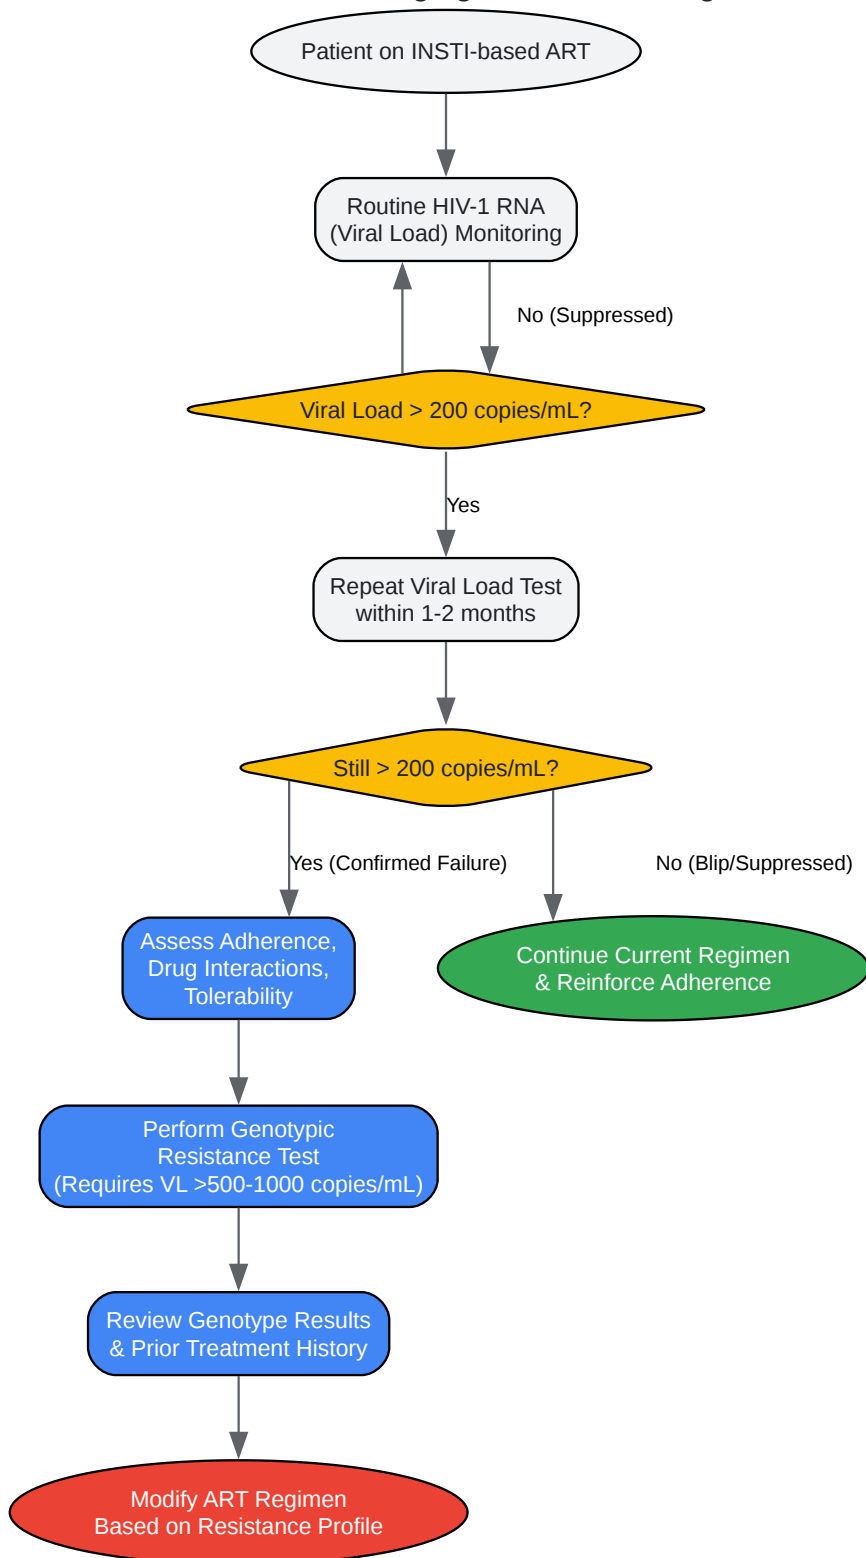 Patient on INSTI-based ART
Routine HIV-1 RNA
(Viral Load) Monitoring
No (Suppressed)
Viral Load > 200 copies/mL?
Yes
Repeat Viral Load Test
within 1-2 months
Still > 200 copies/mL?
Yes (Confirmed Failure)
No (Blip/Suppressed)
Assess Adherence,
Drug Interactions,
Tolerability
Continue Current Regimen
& Reinforce Adherence
Perform Genotypic
Resistance Test
(Requires VL >500-1000 copies/mL)
Review Genotype Results
& Prior Treatment History
Modify ART Regimen
Based on Resistance Profile